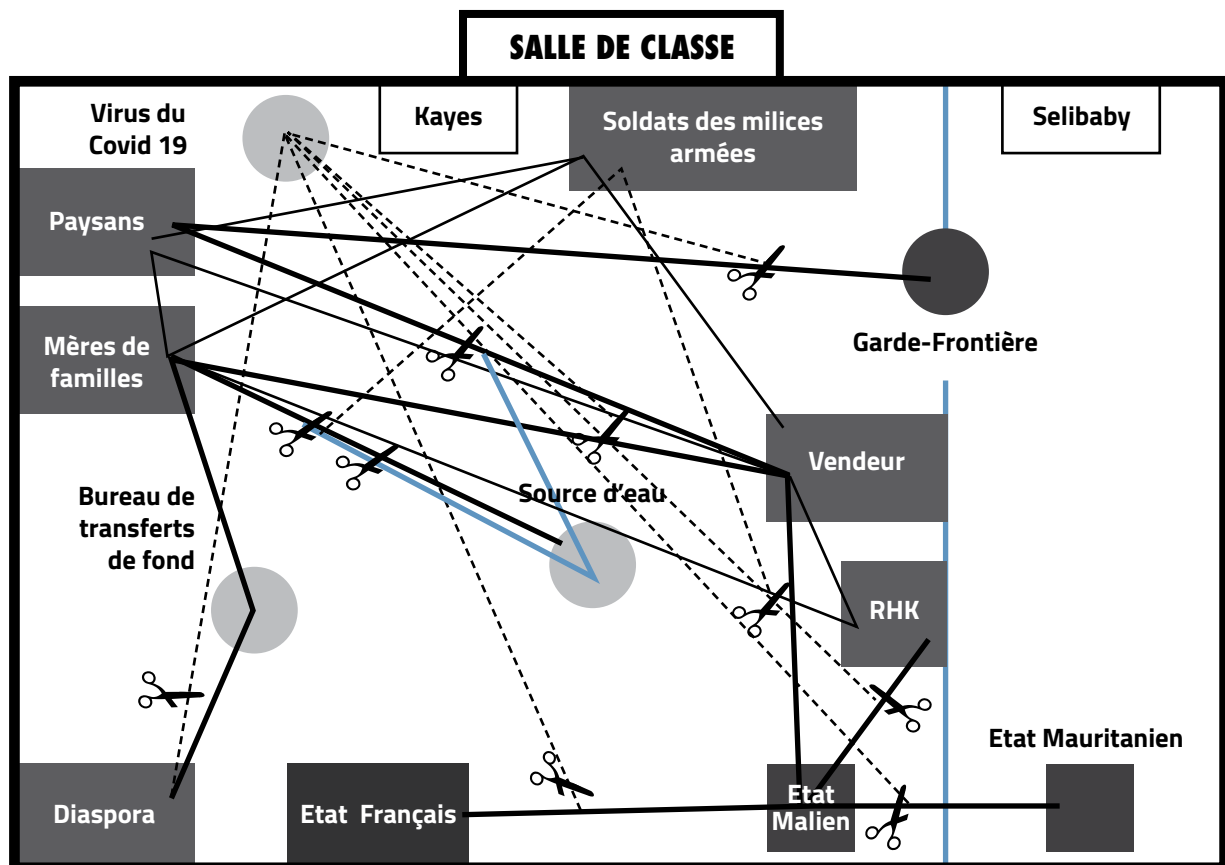 SALLE DE CLASSE
Virus du
Covid 19
Kayes
Soldats des milices
armées
Selibaby
Paysans
Mères de
familles
Garde-Frontière
Vendeur
Bureau de
transferts
de fond
Source d'eau
RHK
Etat Mauritanien
Diaspora
Etat Français
Etat
Malien